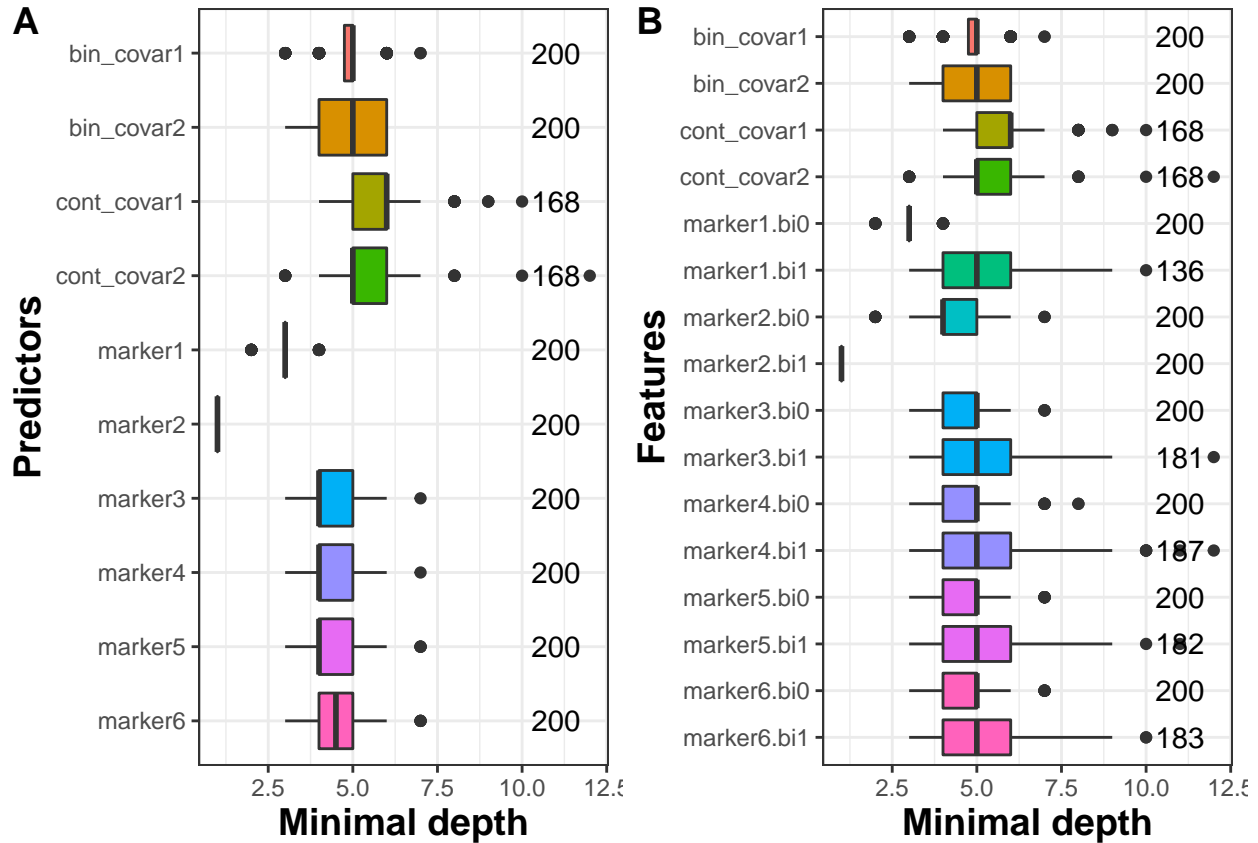 A
Predictors
bin_covar1 200
bin_covar2 200
cont_covar1 168
cont_covar2 168
marker1 200
marker2 200
marker3 200
marker4 200
marker5 200
marker6 200
2.5 5.0 7.5 10.0 12.5
Minimal depth
B
Features
bin_covar1 200
bin_covar2 200
cont_covar1 168
cont_covar2 168
marker1.bi0 200
marker1.bi1 136
marker2.bi0 200
marker2.bi1 200
marker3.bi0 200
marker3.bi1 181
marker4.bi0 200
marker4.bi1 187
marker5.bi0 200
marker5.bi1 182
marker6.bi0 200
marker6.bi1 183
2.5 5.0 7.5 10.0 12.5
Minimal depth